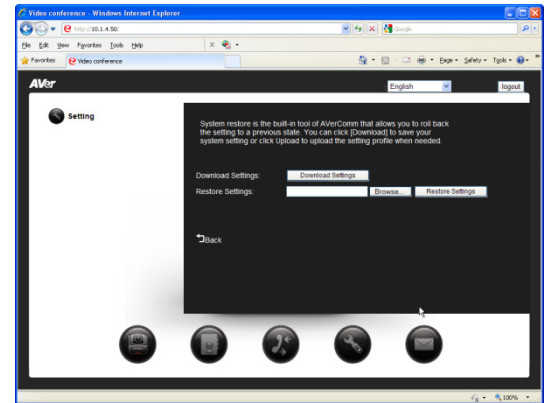 Video conference - Windows Internet Explorer
http://10.1.4.50/
Google
File Edit View Favorites Tools Help
Favorites
Video conference
Page
Safety
Tools
AVer
English
logout
Setting
System restore is the built-in tool of AVerComm that allows you to roll back
the setting to a previous state. You can click [Download] to save your
system setting or click Upload to upload the setting profile when needed.
Download Settings:
Download Settings
Restore Settings:
Browse...
Restore Settings
Back
100%